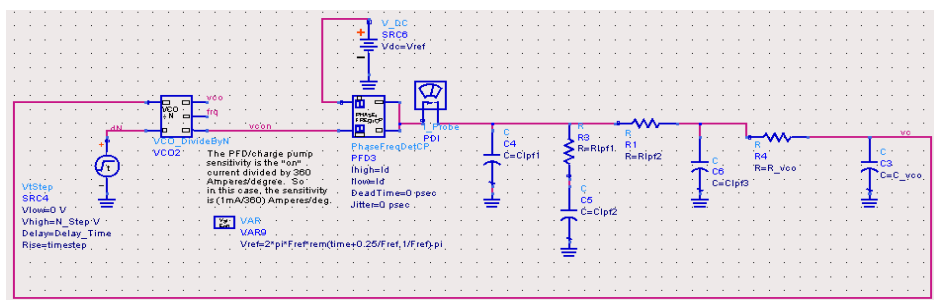 V_DC
SRC6
Vdc=Vref
VCO
÷N
vco
frq
dN
vcon
VCO_DivideByN
VCO2
The PFD/charge pump
sensitivity is the "on"
current divided by 360
Amperes/degree. So
in this case, the sensitivity
is (1mA/360) Amperes/deg.
PHASE
FREQ/CP
PhaseFreqDetCP
PFD3
Ihigh=Id
Ilow=Id
DeadTime=0 psec
Jitter=0 psec
I_Probe
PDI
C
C4
C=Clpf1
R
R3
R=Rlpf1
C
C5
C=Clpf2
R
R1
R=Rlpf2
C
C6
C=Clpf3
R
R4
R=R_vco
vc
C
C3
C=C_vco
t
VtStep
SRC4
Vlow=0 V
Vhigh=N_Step V
Delay=Delay_Time
Rise=timestep
Var
Eqn
VAR
VAR9
Vref=2*pi*Fref*rem(time+0.25/Fref,1/Fref)-pi